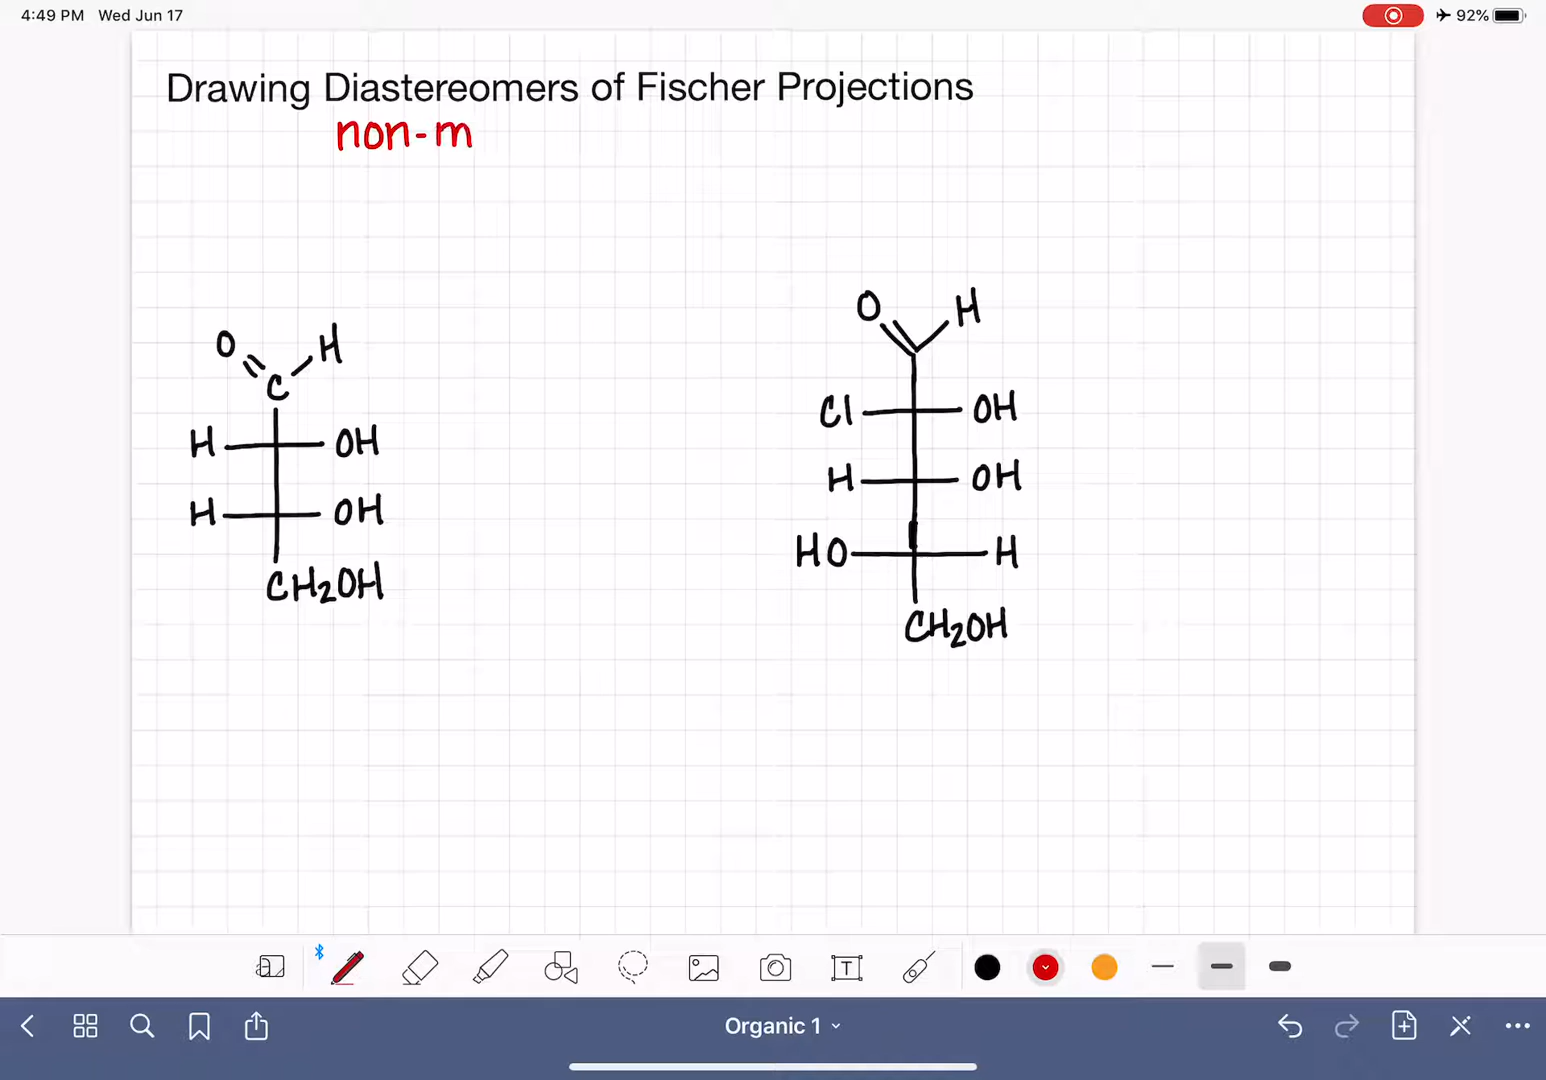 4:49 PM Wed Jun 17
92%
Drawing Diastereomers of Fischer Projections
non-m
O H
C
H OH
H OH
CH₂OH
O H
Cl OH
H OH
HO H
CH₂OH
T
Organic 1